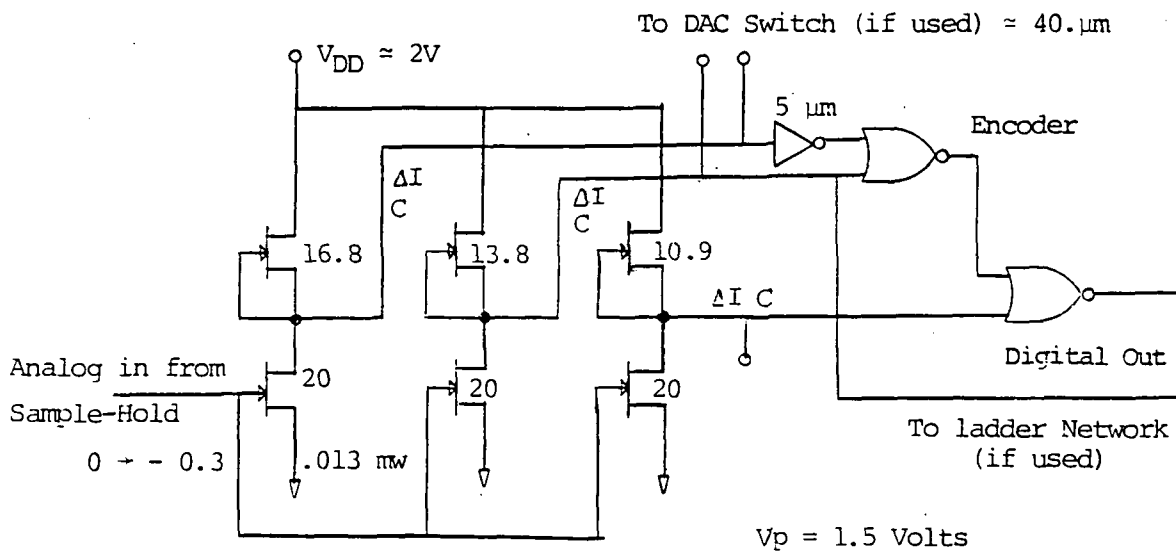 To DAC Switch (if used) ≃ 40.µm
VDD ≃ 2V
5 µm
Encoder
ΔI
C
ΔI
C
16.8
13.8
10.9
ΔI C
Analog in from
Sample-Hold
0 → - 0.3
20
20
20
.013 mw
Digital Out
To ladder Network
(if used)
Vp = 1.5 Volts